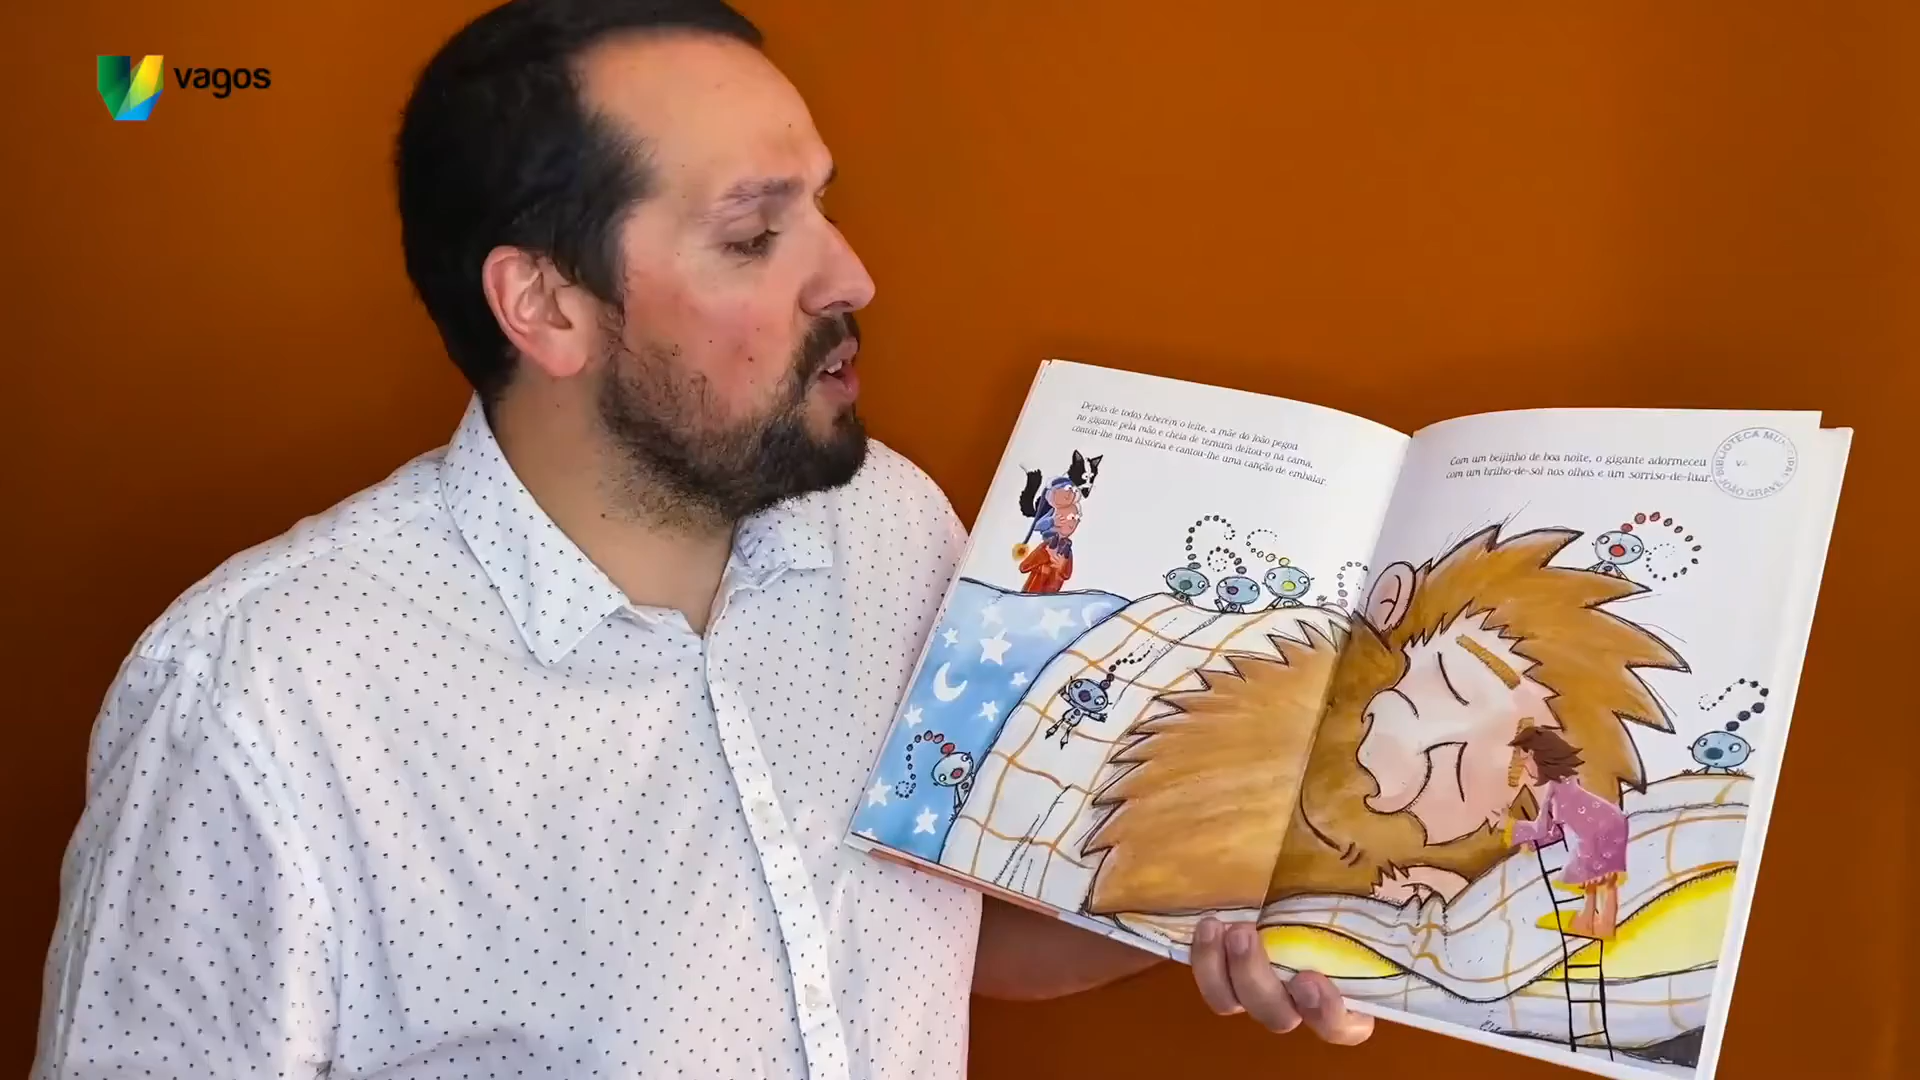 vagos
Depois de todos beberem o leite, a mãe do João pegou
no gigante pela mão e cheia de ternura deitou-o na cama,
contou-lhe uma história e cantou-lhe uma canção de embalar.
Com um beijinho de boa noite, o gigante adormeceu
com um brilho-de-sol nos olhos e um sorriso-de-luar.
BIBLIOTECA MUNICIPAL
JOÃO GRAVE